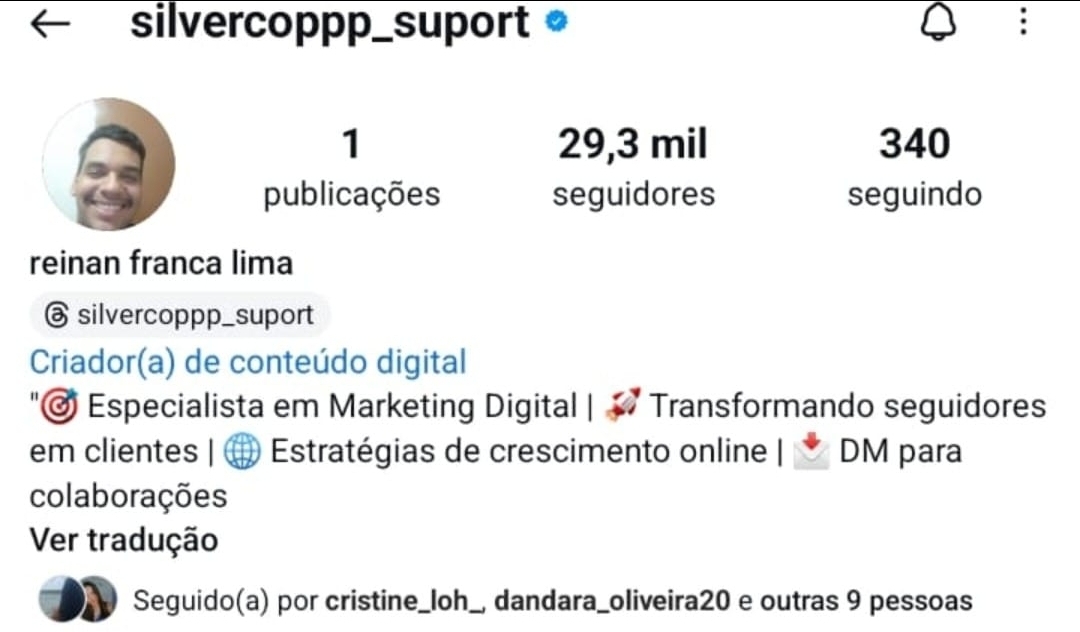 silvercoppp_suport
1
29,3 mil
340
publicações
seguidores
seguindo
reinan franca lima
silvercoppp_suport
Criador(a) de conteúdo digital
"🎯 Especialista em Marketing Digital | 🚀 Transformando seguidores
em clientes | 🌐 Estratégias de crescimento online | 📩 DM para
colaborações
Ver tradução
Seguido(a) por cristine_loh_, dandara_oliveira20 e outras 9 pessoas